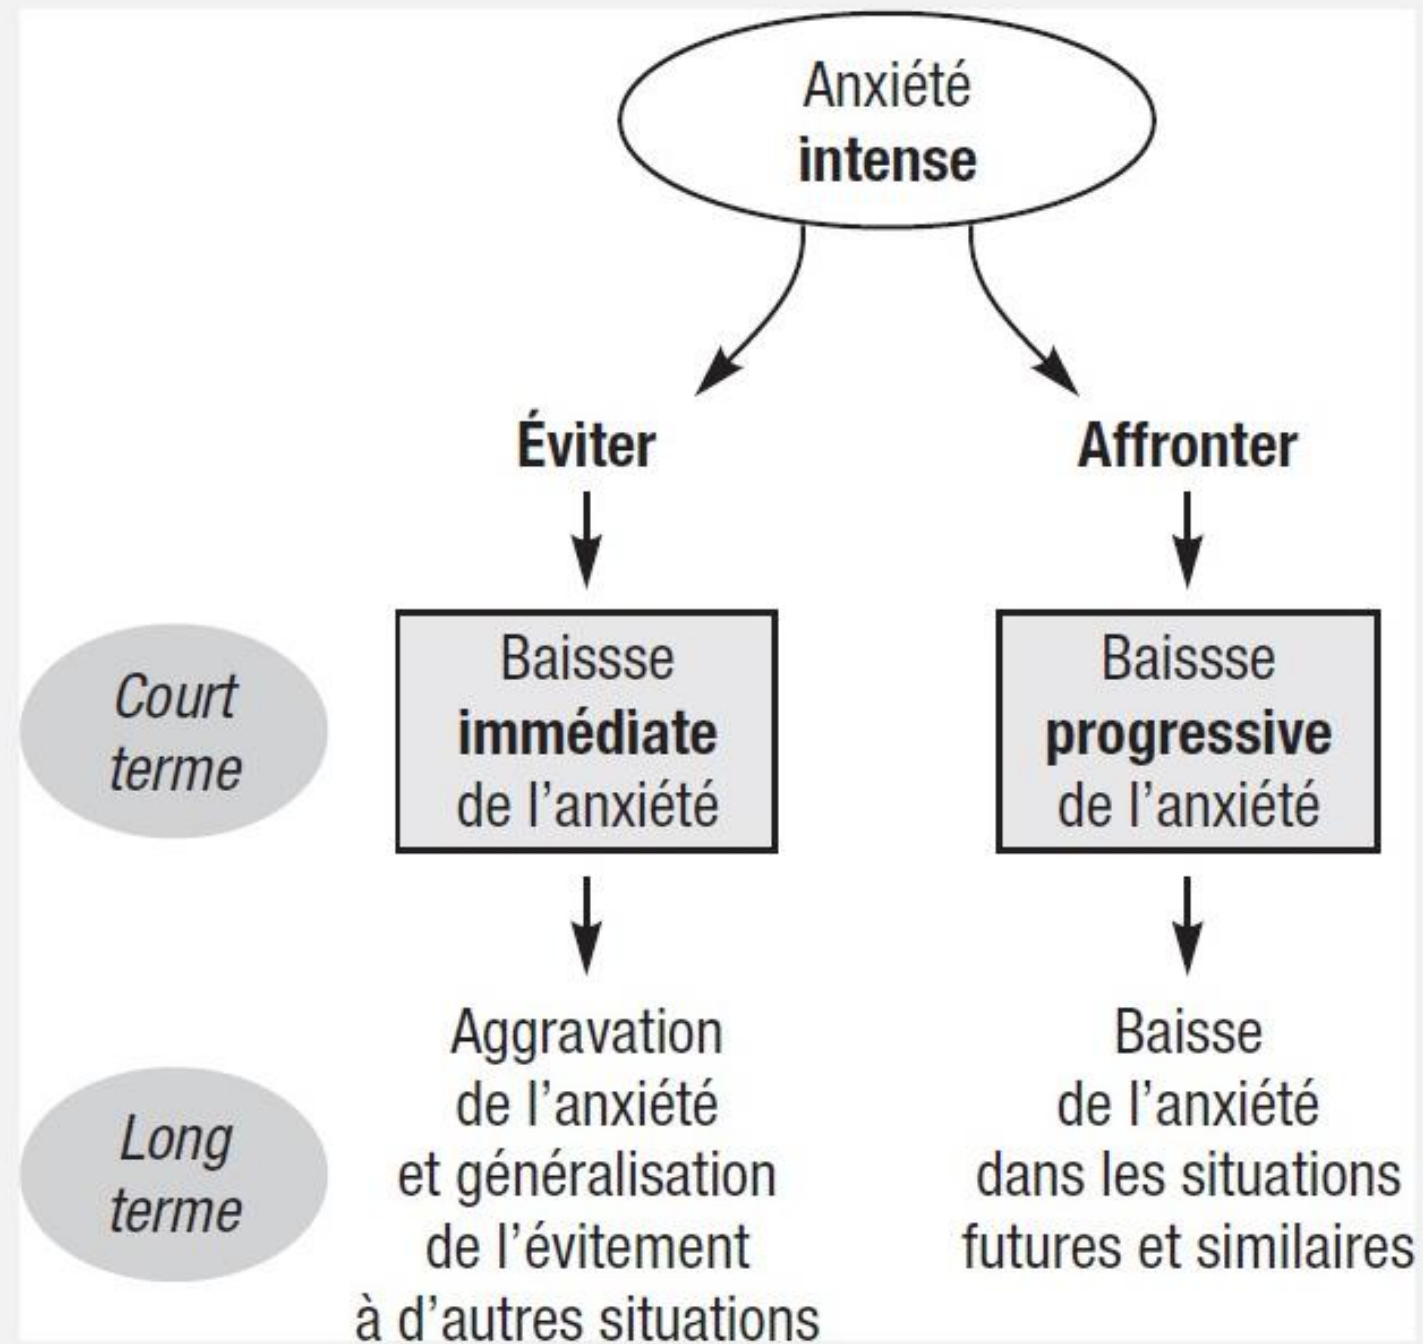 Anxiété
intense
Éviter
Affronter
Court
terme
Baissse
immédiate
de l'anxiété
Baissse
progressive
de l'anxiété
Long
terme
Aggravation
de l'anxiété
et généralisation
de l'évitement
à d'autres situations
Baisse
de l'anxiété
dans les situations
futures et similaires